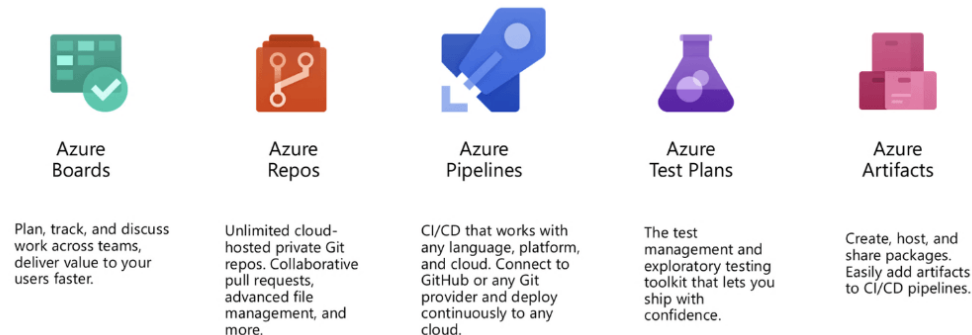 Azure
Boards
Azure
Repos
Azure
Pipelines
Azure
Test Plans
Azure
Artifacts
Plan, track, and discuss
work across teams,
deliver value to your
users faster.
Unlimited cloud-
hosted private Git
repos. Collaborative
pull requests,
advanced file
management, and
more.
CI/CD that works with
any language, platform,
and cloud. Connect to
GitHub or any Git
provider and deploy
continuously to any
cloud.
The test
management and
exploratory testing
toolkit that lets you
ship with
confidence.
Create, host, and
share packages.
Easily add artifacts
to CI/CD pipelines.